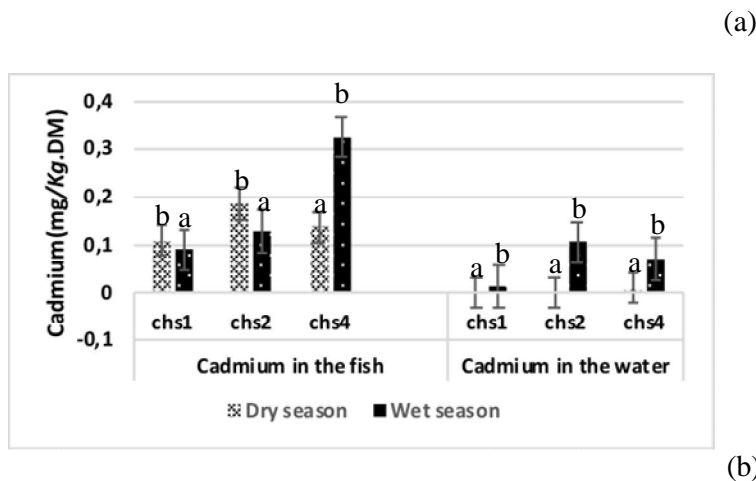 (a)
Cadmium(mg/Kg.DM)
0,4
0,3
0,2
0,1
0
-0,1
b a b a a b a b a b a b
chs1 chs2 chs4 chs1 chs2 chs4
Cadmium in the fish Cadmium in the water
Dry season Wet season
(b)